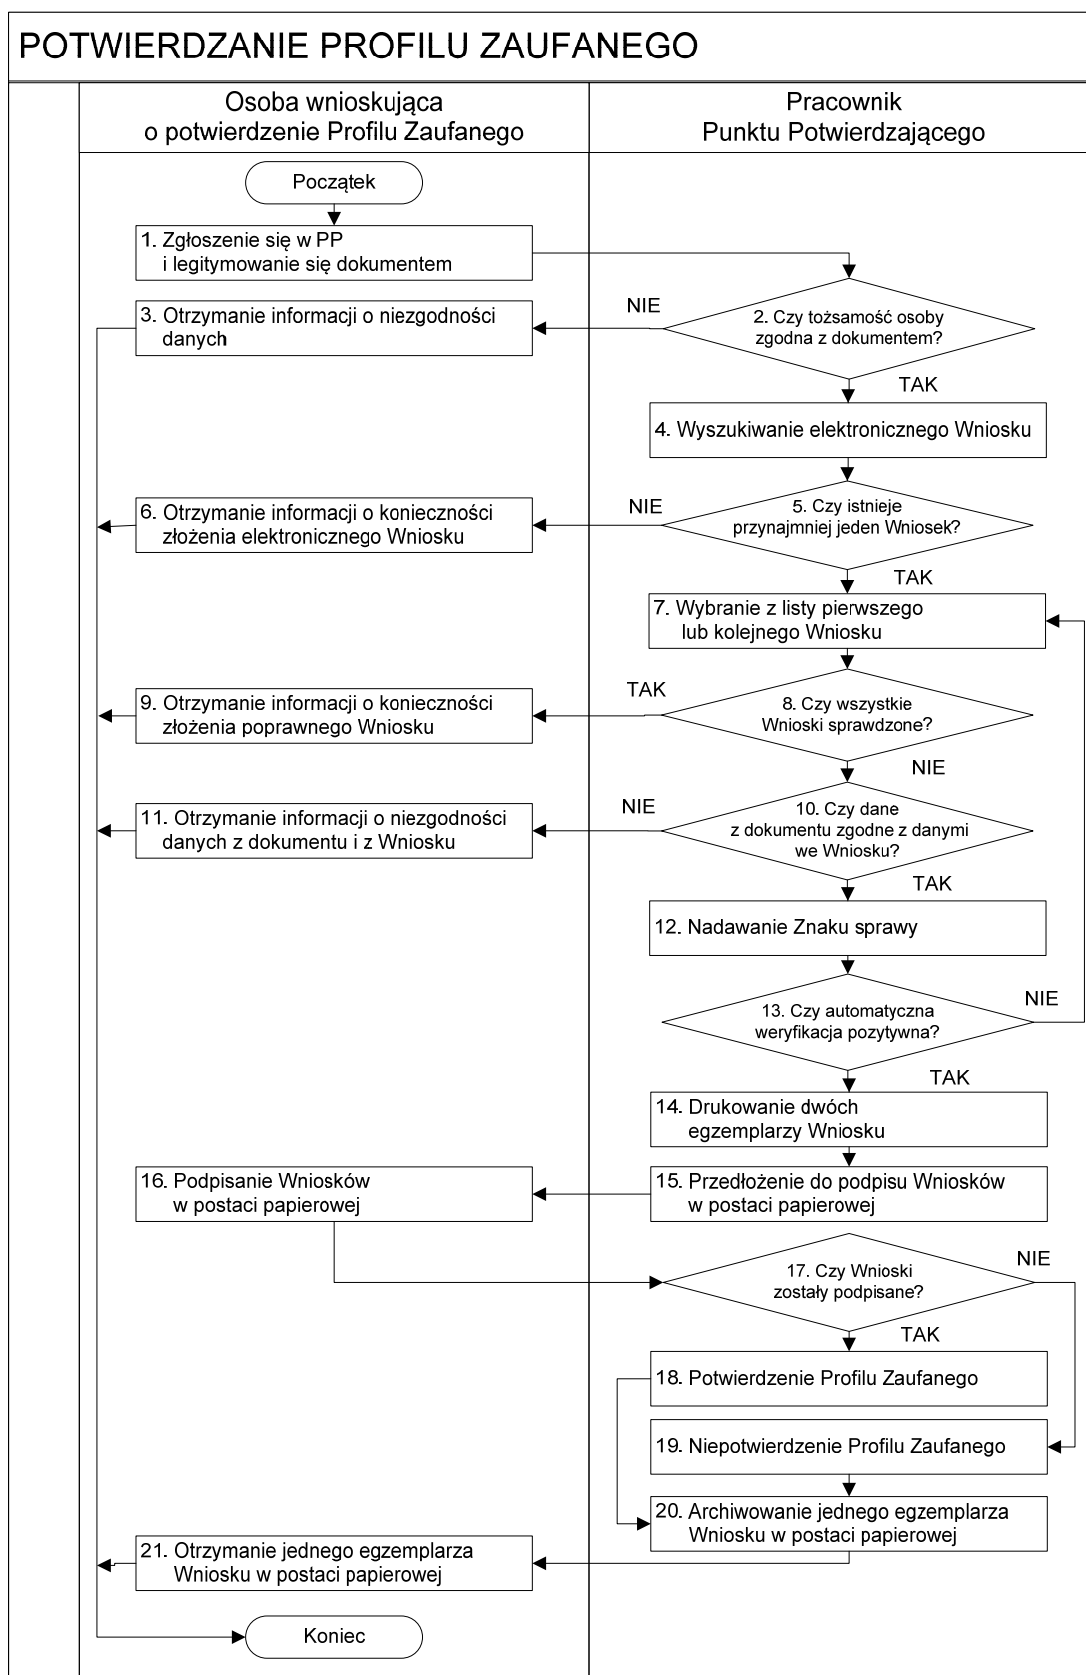 POTWIERDZANIE PROFILU ZAUFANEGO
Osoba wnioskująca
o potwierdzenie Profilu Zaufanego
Pracownik
Punktu Potwierdzającego
Początek
1. Zgłoszenie się w PP
i legitymowanie się dokumentem
2. Czy tożsamość osoby
zgodna z dokumentem?
NIE
3. Otrzymanie informacji o niezgodności
danych
TAK
4. Wyszukiwanie elektronicznego Wniosku
5. Czy istnieje
przynajmniej jeden Wniosek?
NIE
6. Otrzymanie informacji o konieczności
złożenia elektronicznego Wniosku
TAK
7. Wybranie z listy pierwszego
lub kolejnego Wniosku
8. Czy wszystkie
Wnioski sprawdzone?
TAK
9. Otrzymanie informacji o konieczności
złożenia poprawnego Wniosku
NIE
10. Czy dane
z dokumentu zgodne z danymi
we Wniosku?
NIE
11. Otrzymanie informacji o niezgodności
danych z dokumentu i z Wniosku
TAK
12. Nadawanie Znaku sprawy
13. Czy automatyczna
weryfikacja pozytywna?
NIE
TAK
14. Drukowanie dwóch
egzemplarzy Wniosku
15. Przedłożenie do podpisu Wniosków
w postaci papierowej
16. Podpisanie Wniosków
w postaci papierowej
17. Czy Wnioski
zostały podpisane?
NIE
TAK
18. Potwierdzenie Profilu Zaufanego
19. Niepotwierdzenie Profilu Zaufanego
20. Archiwowanie jednego egzemplarza
Wniosku w postaci papierowej
21. Otrzymanie jednego egzemplarza
Wniosku w postaci papierowej
Koniec